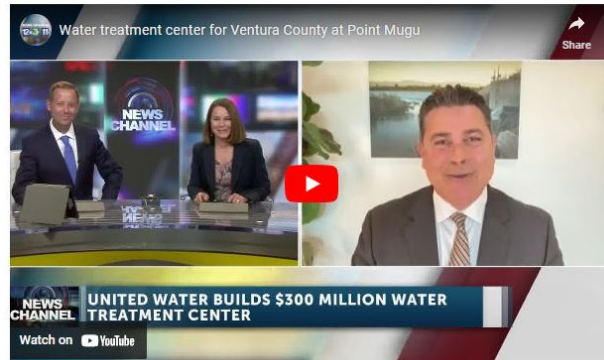 Water treatment center for Ventura County at Point Mugu
Share
NEWS
CHANNEL
NEWS
CHANNEL
UNITED WATER BUILDS $300 MILLION WATER
TREATMENT CENTER
Watch on YouTube